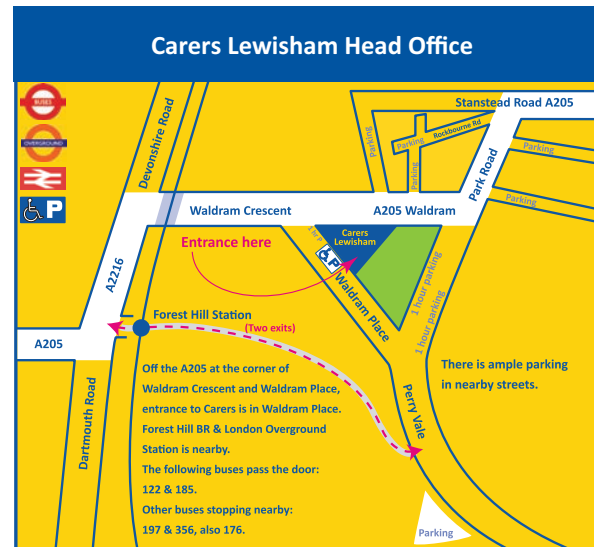 Carers Lewisham Head Office
BUSES
OVERGROUND
P
Devonshire Road
Stanstead Road A205
Rockbourne Rd
Parking
Parking
Parking
Parking
Parking
Park Road
Waldram Crescent
A205 Waldram
Carers
Lewisham
Entrance here
1 hr P
P
Waldram Place
1 hour parking
1 hour parking
A2216
Forest Hill Station
(Two exits)
A205
Dartmouth Road
Off the A205 at the corner of
Waldram Crescent and Waldram Place,
entrance to Carers is in Waldram Place.
Forest Hill BR & London Overground
Station is nearby.
The following buses pass the door:
122 & 185.
Other buses stopping nearby:
197 & 356, also 176.
There is ample parking
in nearby streets.
Perry Vale
Parking